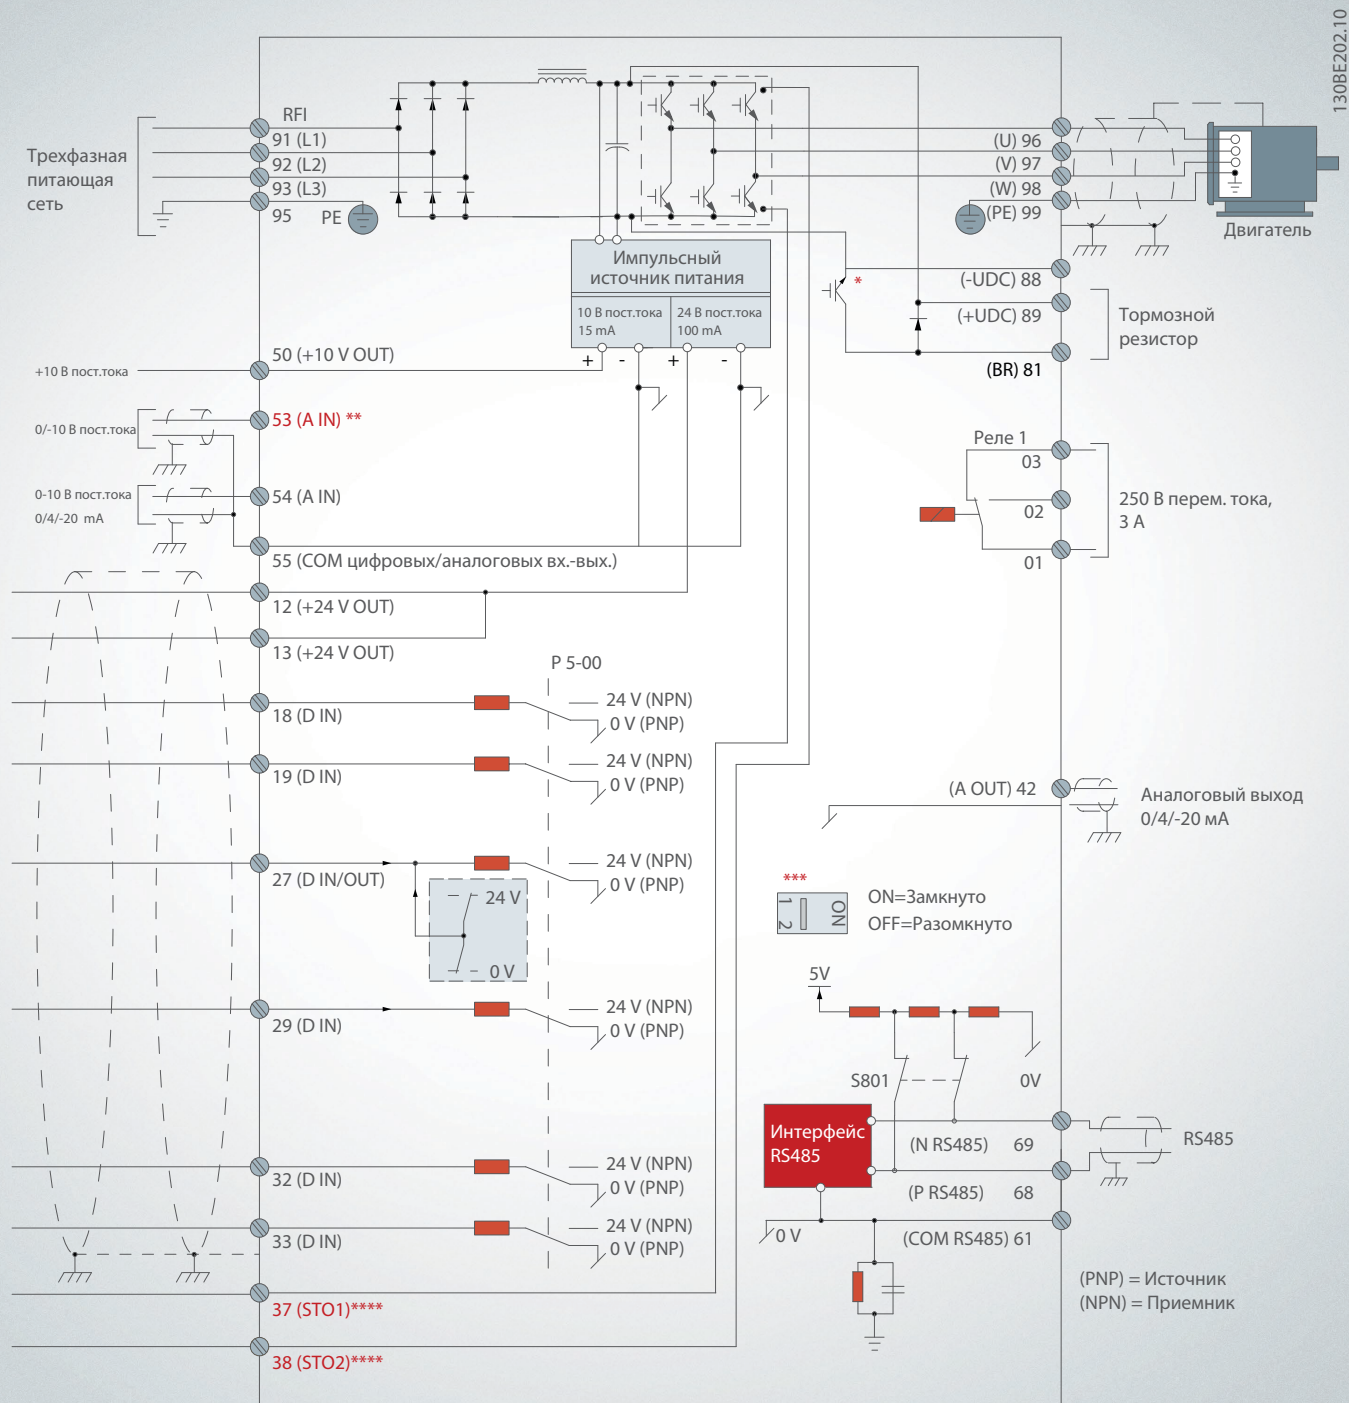 130BE202.10
RFI
91 (L1)
92 (L2)
93 (L3)
95
PE
Трехфазная
питающая
сеть
(U) 96
(V) 97
(W) 98
(PE) 99
Двигатель
Импульсный
источник питания
10 В пост.тока
15 mA
24 В пост.тока
100 mA
+ - + -
(-UDC) 88
*
(+UDC) 89
(BR) 81
Тормозной
резистор
50 (+10 V OUT)
+10 В пост.тока
53 (A IN) **
0/-10 В пост.тока
54 (A IN)
0-10 В пост.тока
0/4/-20 mA
55 (COM цифровых/аналоговых вх.-вых.)
Реле 1
03
02
01
250 В перем. тока,
3 А
12 (+24 V OUT)
13 (+24 V OUT)
P 5-00
18 (D IN)
24 V (NPN)
0 V (PNP)
19 (D IN)
24 V (NPN)
0 V (PNP)
27 (D IN/OUT)
24 V (NPN)
0 V (PNP)
24 V
0 V
29 (D IN)
24 V (NPN)
0 V (PNP)
32 (D IN)
24 V (NPN)
0 V (PNP)
33 (D IN)
24 V (NPN)
0 V (PNP)
37 (STO1)****
38 (STO2)****
(A OUT) 42
Аналоговый выход
0/4/-20 мА
***
1 2 ON
ON=Замкнуто
OFF=Разомкнуто
5V
S801
0V
Интерфейс
RS485
(N RS485) 69
(P RS485) 68
RS485
0 V
(COM RS485) 61
(PNP) = Источник
(NPN) = Приемник